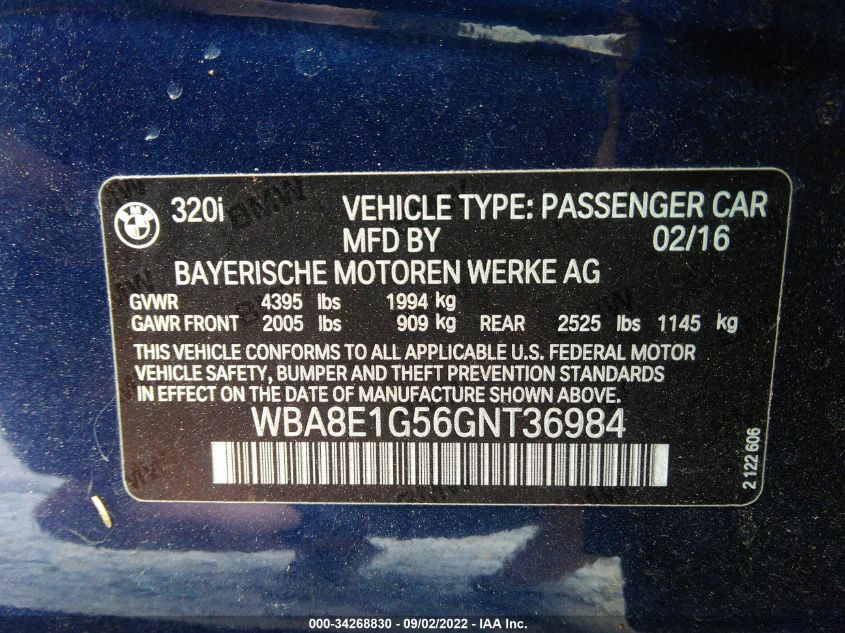 320i VEHICLE TYPE: PASSENGER CAR
MFD BY 02/16
BAYERISCHE MOTOREN WERKE AG
GVWR 4395 lbs 1994 kg
GAWR FRONT 2005 lbs 909 kg REAR 2525 lbs 1145 kg
THIS VEHICLE CONFORMS TO ALL APPLICABLE U.S. FEDERAL MOTOR
VEHICLE SAFETY, BUMPER AND THEFT PREVENTION STANDARDS
IN EFFECT ON THE DATE OF MANUFACTURE SHOWN ABOVE.
WBA8E1G56GNT36984
2 122 606
BMW
000-34268830 - 09/02/2022 - IAA Inc.